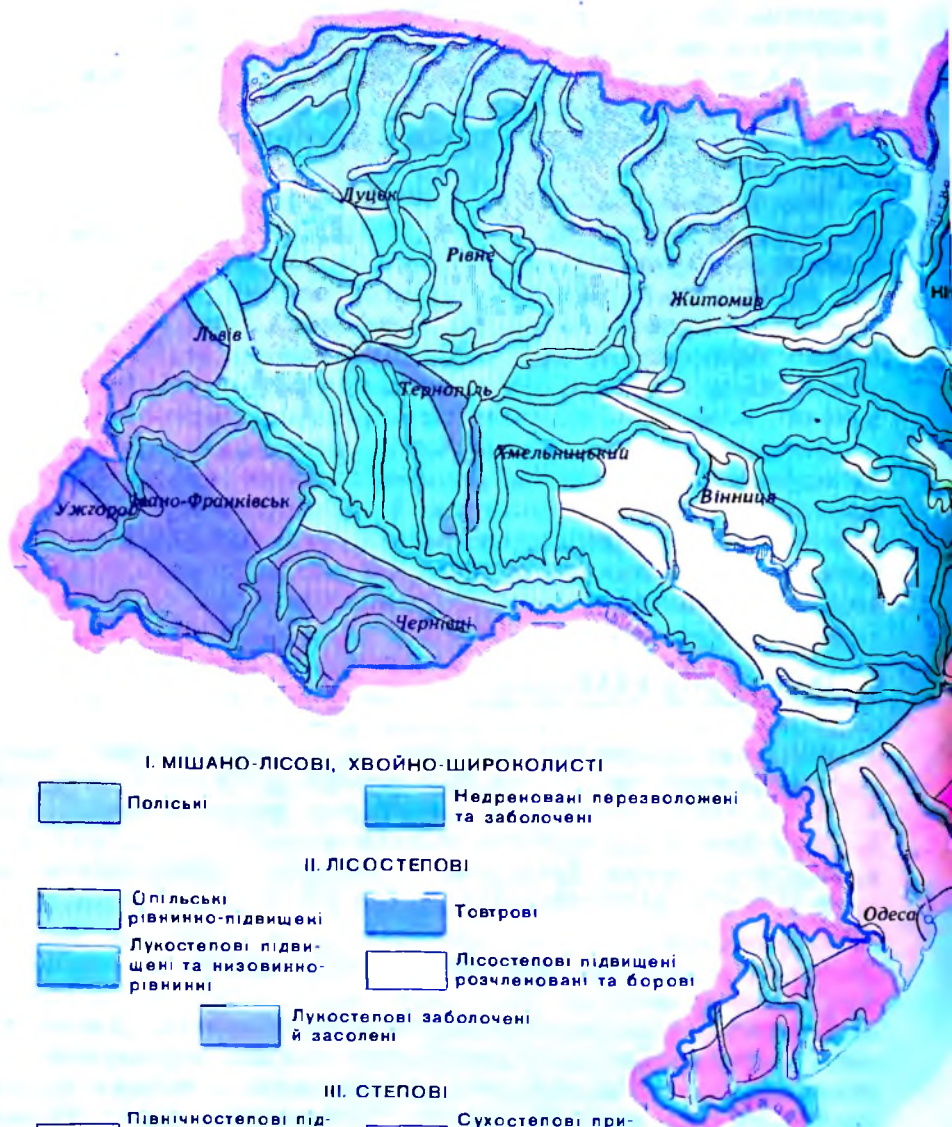 Луцьк
Рівне
Житомир
Львів
Тернопіль
Хмельницький
Вінниця
Ужгород
Івано-Франківськ
Чернівці
Одеса
І. МІШАНО-ЛІСОВІ, ХВОЙНО-ШИРОКОЛИСТІ
Поліські
Недреновані перезволожені
та заболочені
ІІ. ЛІСОСТЕПОВІ
Опільські
рівнинно-підвищені
Товтрові
Лукостепові підви-
щені та низовинно-
рівнинні
Лісостепові підвищені
розчленовані та борові
Лукостепові заболочені
й засолені
ІІІ. СТЕПОВІ
Північностепові під-
Сухостепові при-